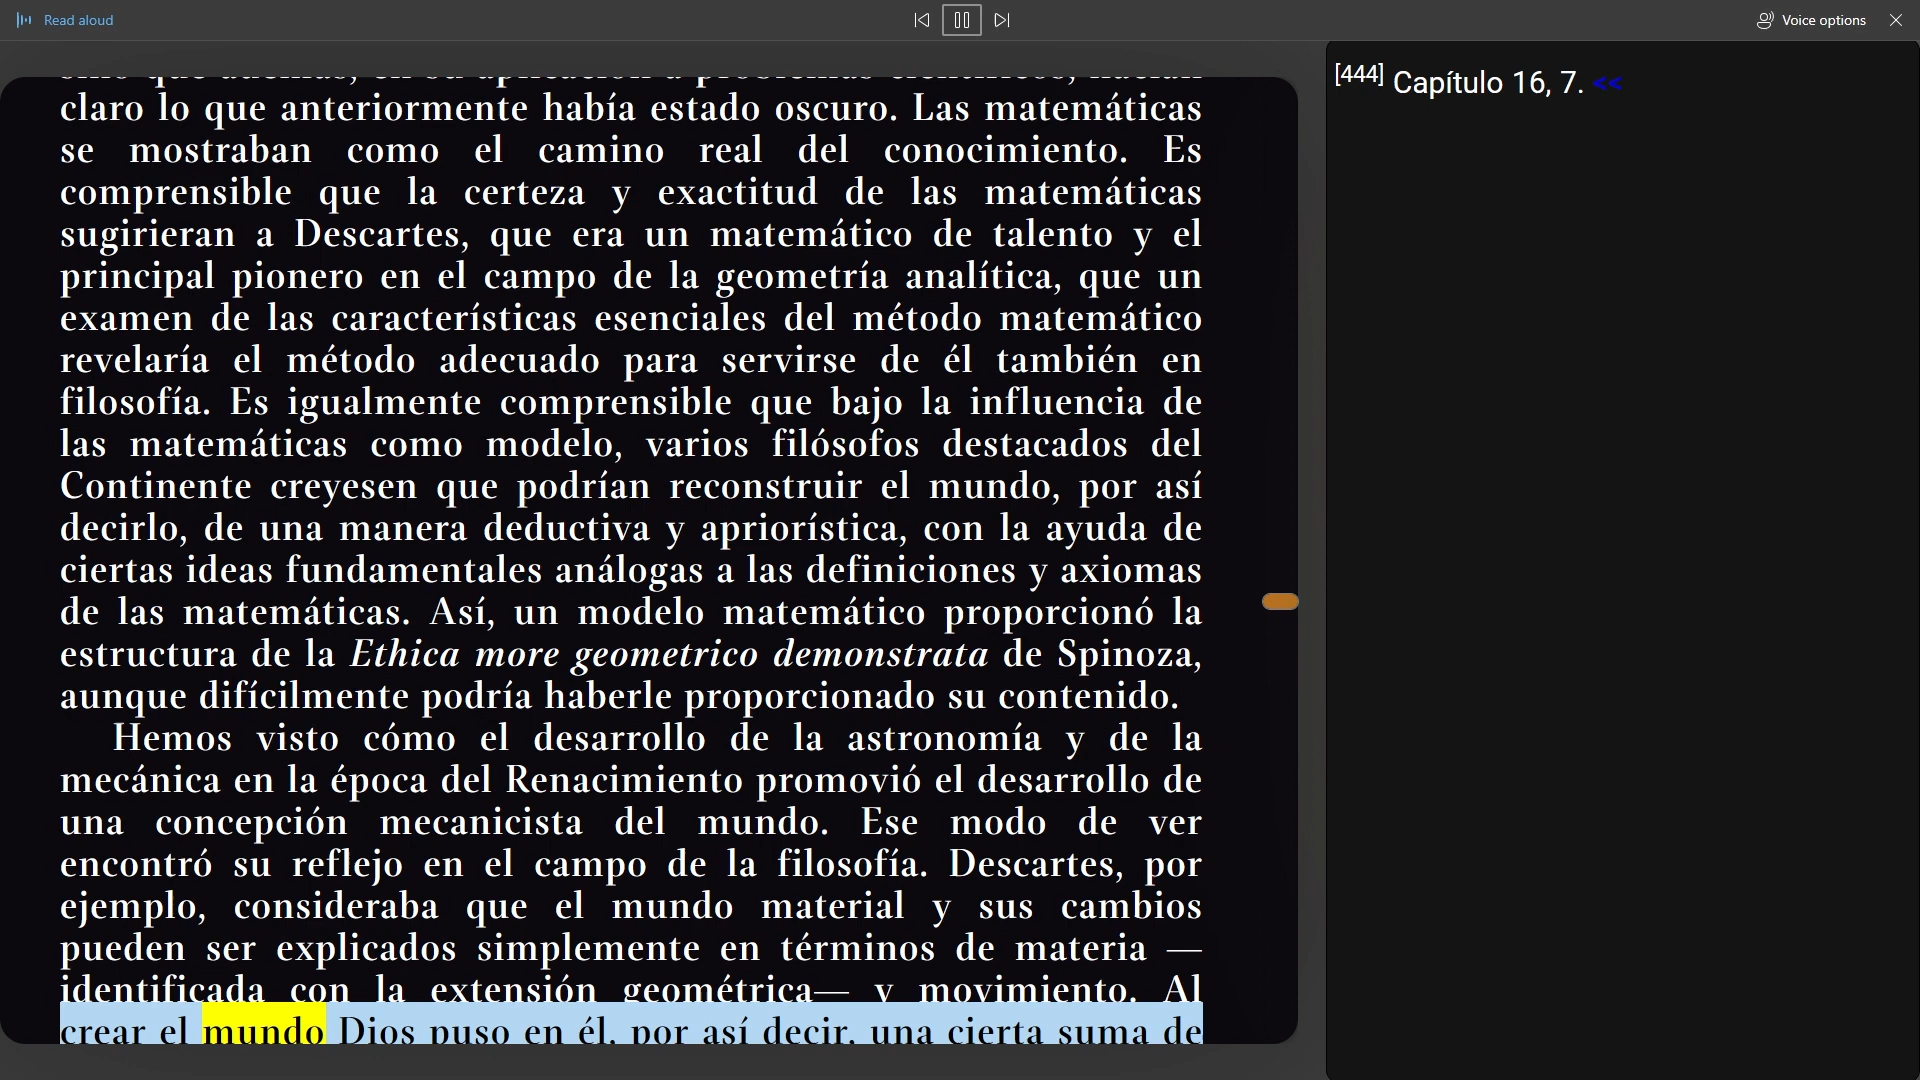 Read aloud
Voice options
sino que además, en su aplicación a problemas científicos, hacían
claro lo que anteriormente había estado oscuro. Las matemáticas
se mostraban como el camino real del conocimiento. Es
comprensible que la certeza y exactitud de las matemáticas
sugirieran a Descartes, que era un matemático de talento y el
principal pionero en el campo de la geometría analítica, que un
examen de las características esenciales del método matemático
revelaría el método adecuado para servirse de él también en
filosofía. Es igualmente comprensible que bajo la influencia de
las matemáticas como modelo, varios filósofos destacados del
Continente creyesen que podrían reconstruir el mundo, por así
decirlo, de una manera deductiva y apriorística, con la ayuda de
ciertas ideas fundamentales análogas a las definiciones y axiomas
de las matemáticas. Así, un modelo matemático proporcionó la
estructura de la Ethica more geometrico demonstrata de Spinoza,
aunque difícilmente podría haberle proporcionado su contenido.
Hemos visto cómo el desarrollo de la astronomía y de la
mecánica en la época del Renacimiento promovió el desarrollo de
una concepción mecanicista del mundo. Ese modo de ver
encontró su reflejo en el campo de la filosofía. Descartes, por
ejemplo, consideraba que el mundo material y sus cambios
pueden ser explicados simplemente en términos de materia —
identificada con la extensión geométrica— y movimiento. Al
crear el mundo Dios puso en él, por así decir, una cierta suma de
[444] Capítulo 16, 7. <<